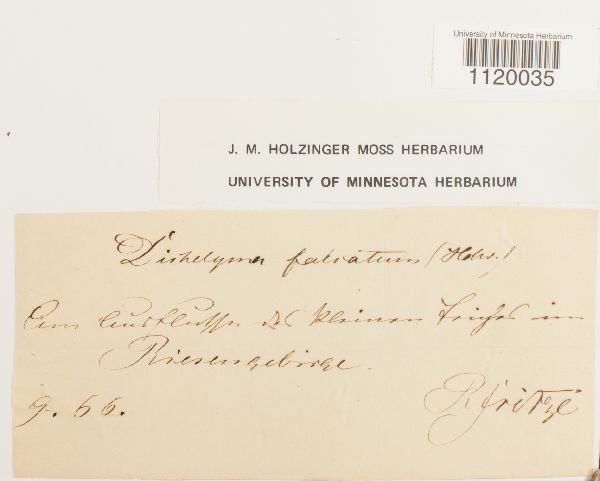 University of Minnesota Herbarium
1120035
J. M. HOLZINGER MOSS HERBARIUM
UNIVERSITY OF MINNESOTA HERBARIUM
Dichelyma falcatum (Hdw.)
Am Ausflusse des kleinen Teiches im
Riesengebirge.
9. 66.
R. Fritze